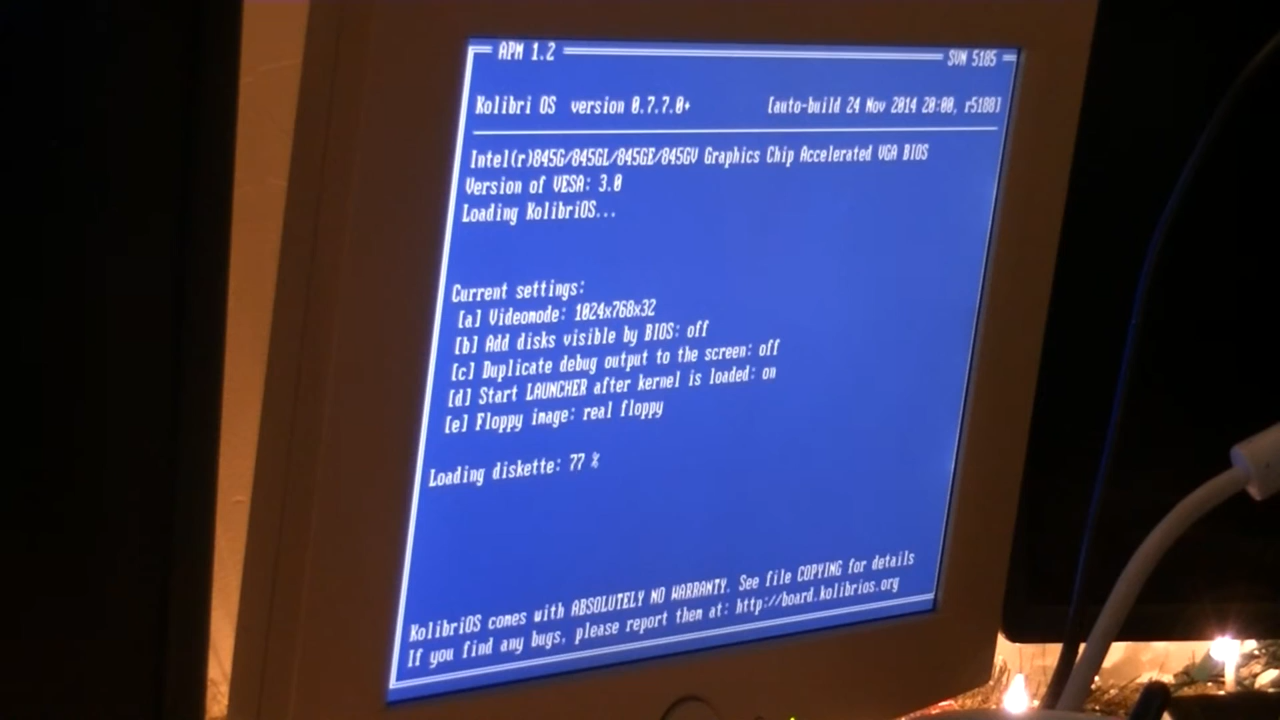 APM 1.2 SVN 5185
Kolibri OS version 0.7.7.0+ [auto-build 24 Nov 2014 20:00, r5188]
Intel(r)845G/845GL/845GE/845GV Graphics Chip Accelerated VGA BIOS
Version of VESA: 3.0
Loading KolibriOS...
Current settings:
[a] Videomode: 1024x768x32
[b] Add disks visible by BIOS: off
[c] Duplicate debug output to the screen: off
[d] Start LAUNCHER after kernel is loaded: on
[e] Floppy image: real floppy
Loading diskette: 77 %
KolibriOS comes with ABSOLUTELY NO WARRANTY. See file COPYING for details
If you find any bugs, please report them at: http://board.kolibrios.org